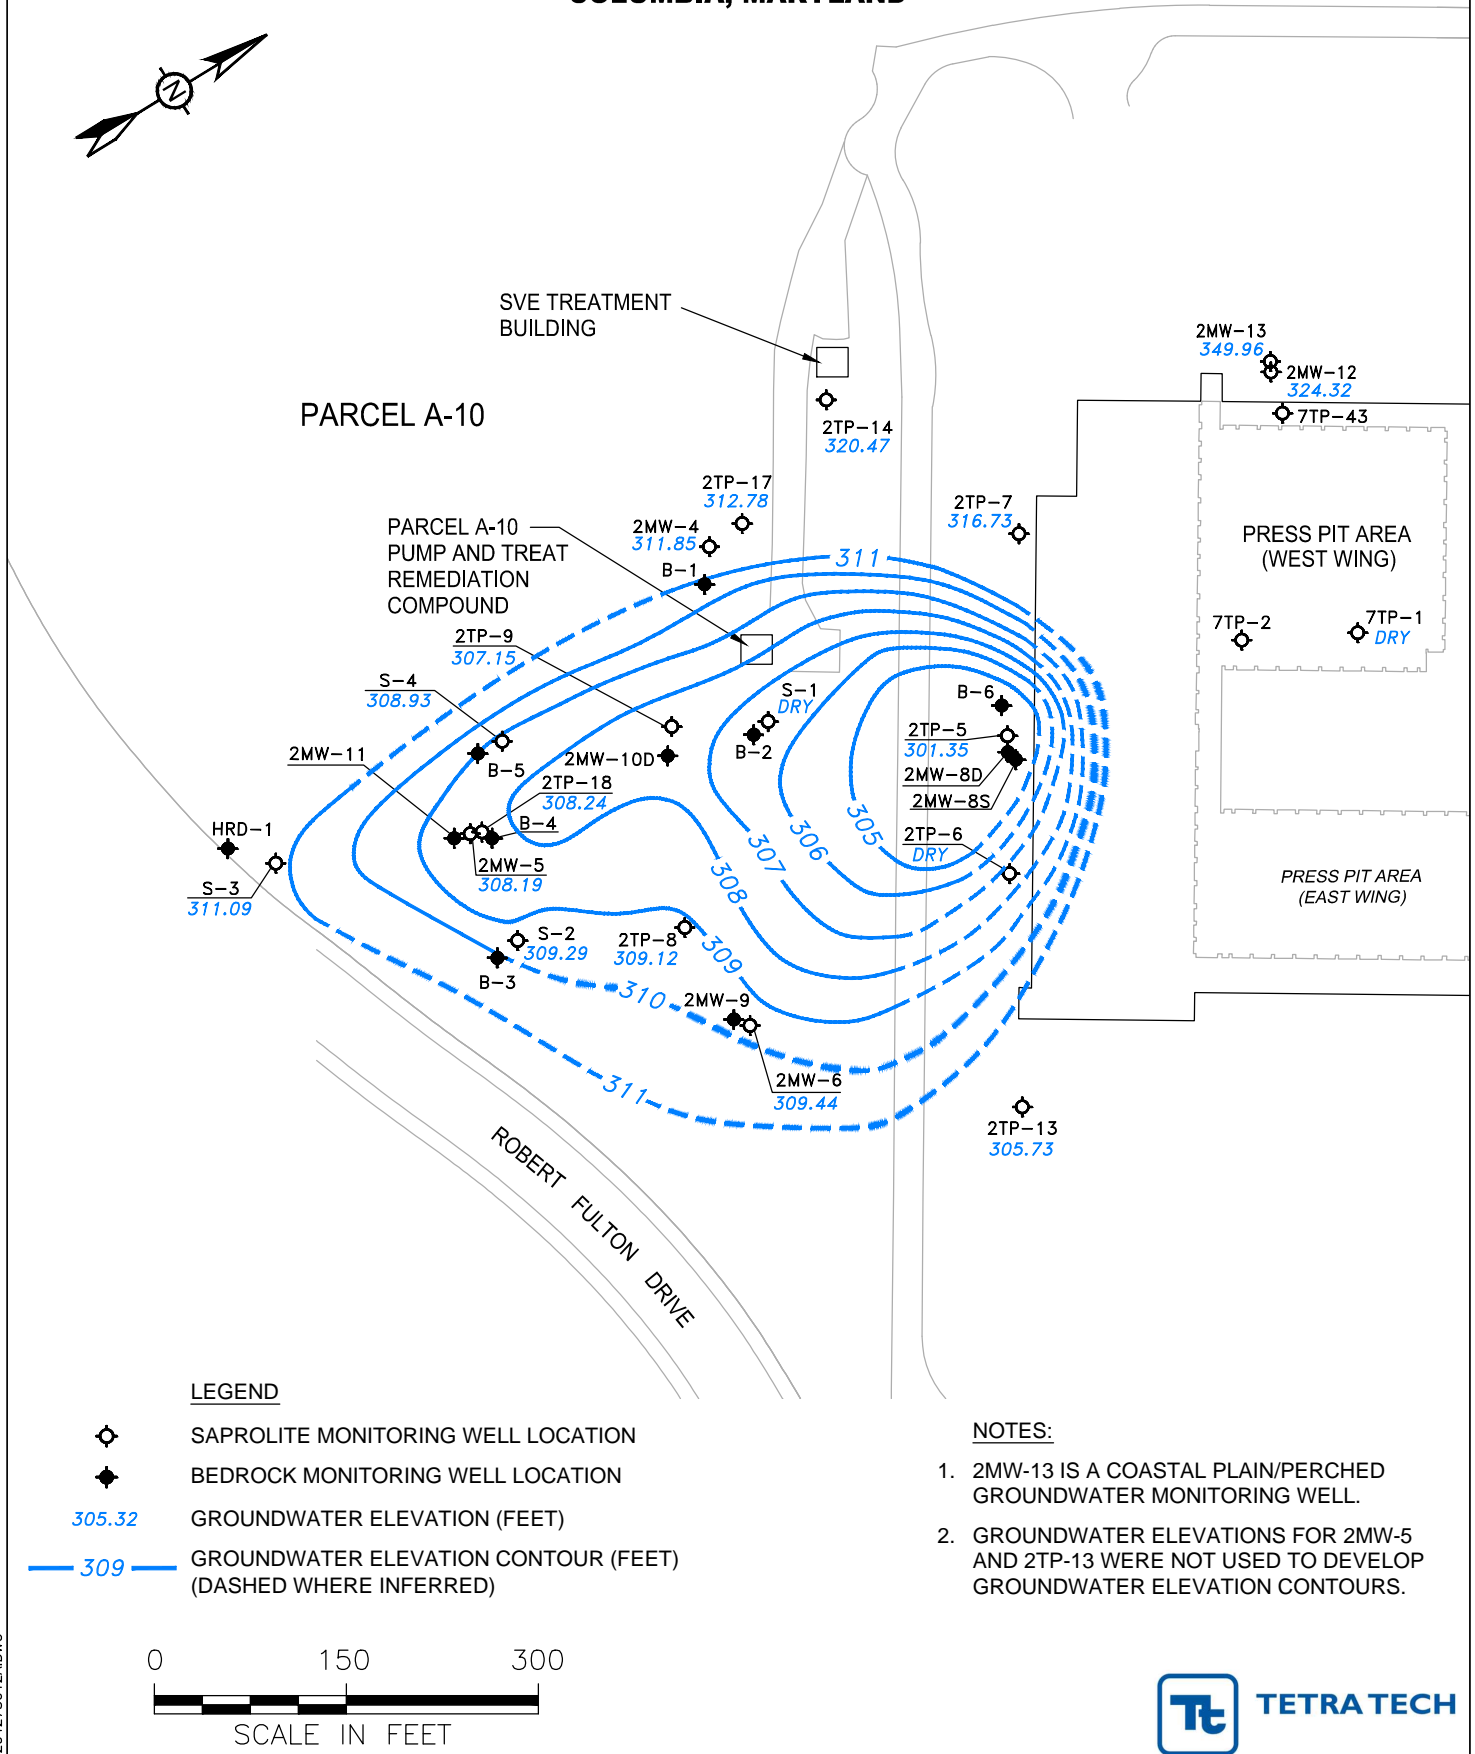 COLUMBIA, MARYLAND
N
SVE TREATMENT
BUILDING
PARCEL A-10
2MW-13
349.96
2MW-12
324.32
7TP-43
2TP-14
320.47
2TP-17
312.78
2MW-4
311.85
B-1
2TP-7
316.73
PRESS PIT AREA
(WEST WING)
PARCEL A-10
PUMP AND TREAT
REMEDIATION
COMPOUND
311
7TP-2
7TP-1
DRY
2TP-9
307.15
S-4
308.93
S-1
DRY
B-2
B-6
2TP-5
301.35
2MW-8D
2MW-8S
2MW-11
B-5
2MW-10D
2TP-18
308.24
B-4
2MW-5
308.19
305
306
307
308
309
2TP-6
DRY
HRD-1
S-3
311.09
PRESS PIT AREA
(EAST WING)
S-2
309.29
2TP-8
309.12
B-3
310
2MW-9
2MW-6
309.44
311
2TP-13
305.73
ROBERT FULTON DRIVE
LEGEND
SAPROLITE MONITORING WELL LOCATION
BEDROCK MONITORING WELL LOCATION
305.32 GROUNDWATER ELEVATION (FEET)
309 GROUNDWATER ELEVATION CONTOUR (FEET)
(DASHED WHERE INFERRED)
NOTES:
1. 2MW-13 IS A COASTAL PLAIN/PERCHED
GROUNDWATER MONITORING WELL.
2. GROUNDWATER ELEVATIONS FOR 2MW-5
AND 2TP-13 WERE NOT USED TO DEVELOP
GROUNDWATER ELEVATION CONTOURS.
0 150 300
SCALE IN FEET
Tt TETRA TECH